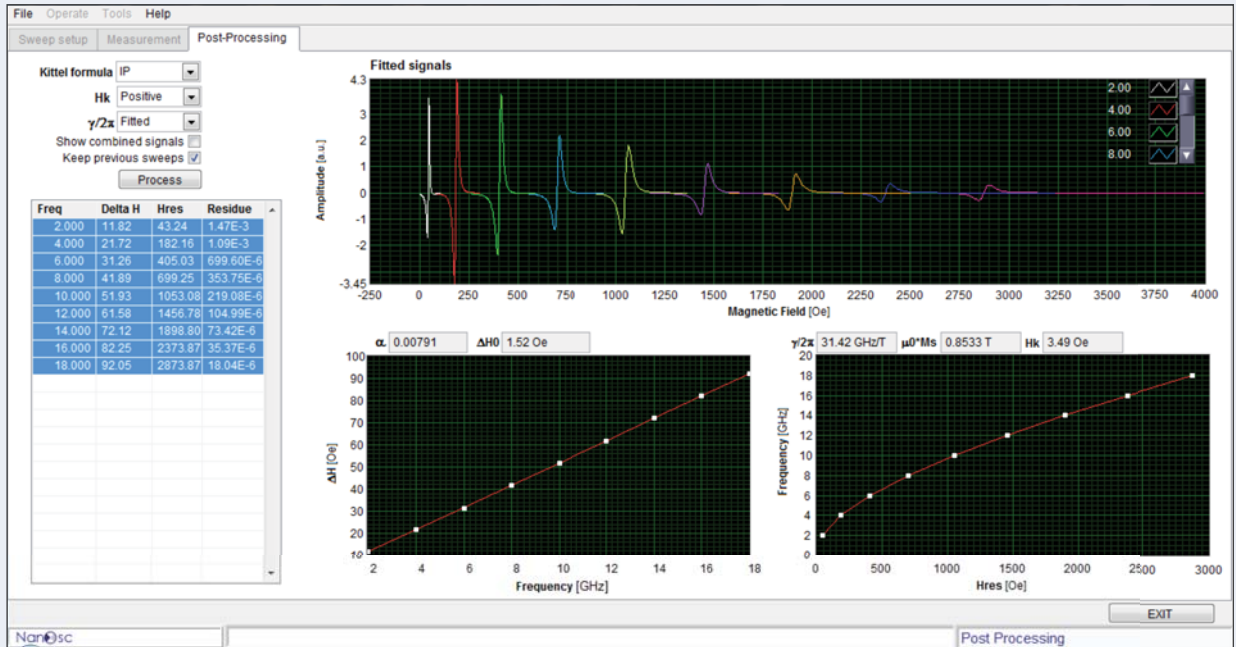 File Operate Tools Help
Sweep setup Measurement Post-Processing
Kittel formula IP
Hk Positive
γ/2π Fitted
Show combined signals
Keep previous sweeps
Process
Freq Delta H Hres Residue
2.000 11.82 43.24 1.47E-3
4.000 21.72 182.16 1.09E-3
6.000 31.26 405.03 699.60E-6
8.000 41.89 699.25 353.75E-6
10.000 51.93 1053.08 219.08E-6
12.000 61.58 1456.78 104.99E-6
14.000 72.12 1898.80 73.42E-6
16.000 82.25 2373.87 35.37E-6
18.000 92.05 2873.87 18.04E-6
Fitted signals
Amplitude [a.u.]
4.3
3
2
1
0
-1
-2
-3.45
2.00
4.00
6.00
8.00
-250 0 250 500 750 1000 1250 1500 1750 2000 2250 2500 2750 3000 3250 3500 3750 4000
Magnetic Field [Oe]
α 0.00791 ΔH0 1.52 Oe
ΔH [Oe]
100
90
80
70
60
50
40
30
20
10
2 4 6 8 10 12 14 16 18
Frequency [GHz]
γ/2π 31.42 GHz/T μ0*Ms 0.8533 T Hk 3.49 Oe
Frequency [GHz]
20
18
16
14
12
10
8
6
4
2
0
0 500 1000 1500 2000 2500 3000
Hres [Oe]
EXIT
NanOsc
Post Processing